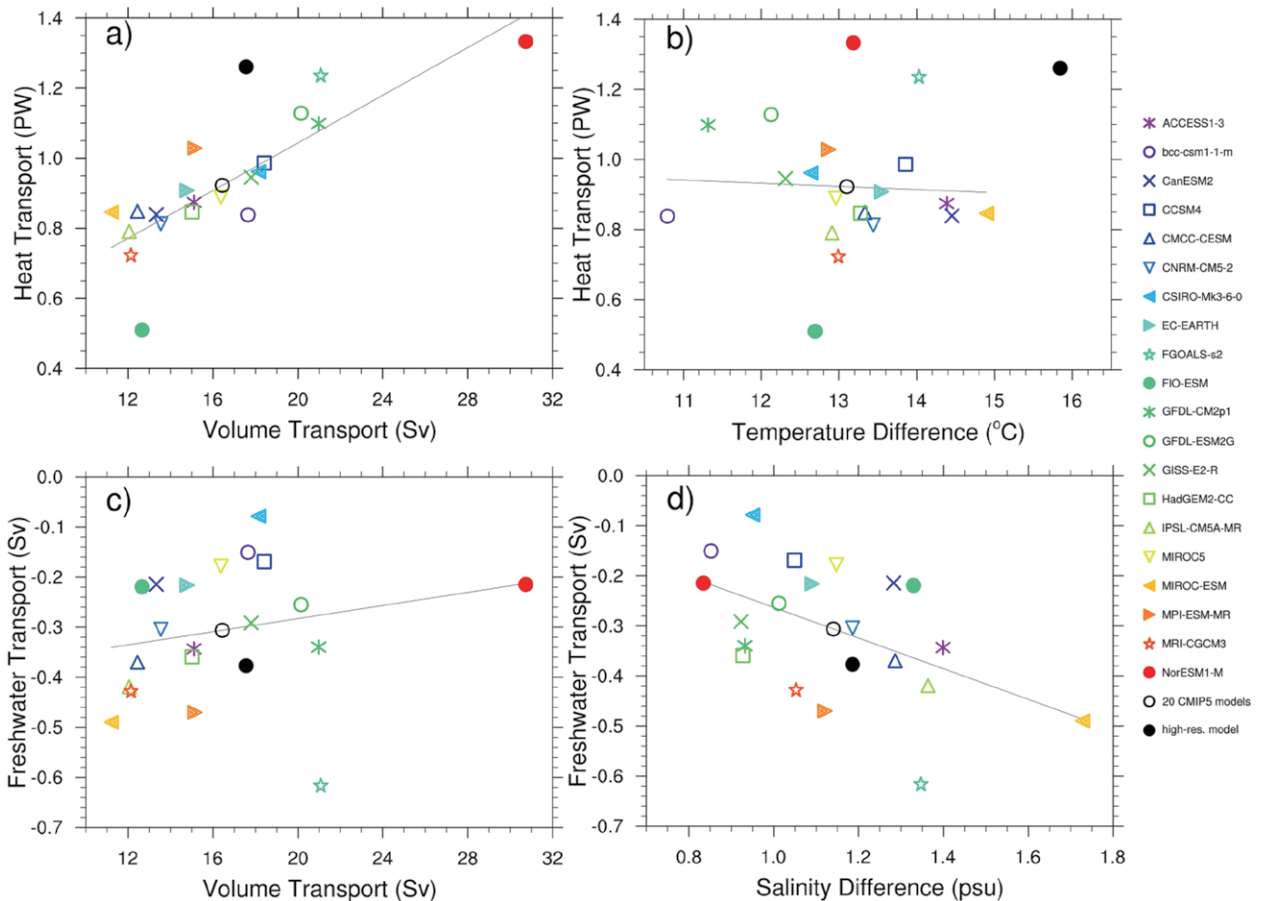 a)
1.4
1.2
1.0
0.8
0.6
0.4
Heat Transport (PW)
12 16 20 24 28 32
Volume Transport (Sv)
b)
1.4
1.2
1.0
0.8
0.6
0.4
Heat Transport (PW)
11 12 13 14 15 16
Temperature Difference (°C)
c)
0.0
-0.1
-0.2
-0.3
-0.4
-0.5
-0.6
-0.7
Freshwater Transport (Sv)
12 16 20 24 28 32
Volume Transport (Sv)
d)
0.0
-0.1
-0.2
-0.3
-0.4
-0.5
-0.6
-0.7
Freshwater Transport (Sv)
0.8 1.0 1.2 1.4 1.6 1.8
Salinity Difference (psu)
ACCESS1-3
bcc-csm1-1-m
CanESM2
CCSM4
CMCC-CESM
CNRM-CM5-2
CSIRO-Mk3-6-0
EC-EARTH
FGOALS-s2
FIO-ESM
GFDL-CM2p1
GFDL-ESM2G
GISS-E2-R
HadGEM2-CC
IPSL-CM5A-MR
MIROC5
MIROC-ESM
MPI-ESM-MR
MRI-CGCM3
NorESM1-M
20 CMIP5 models
high-res. model